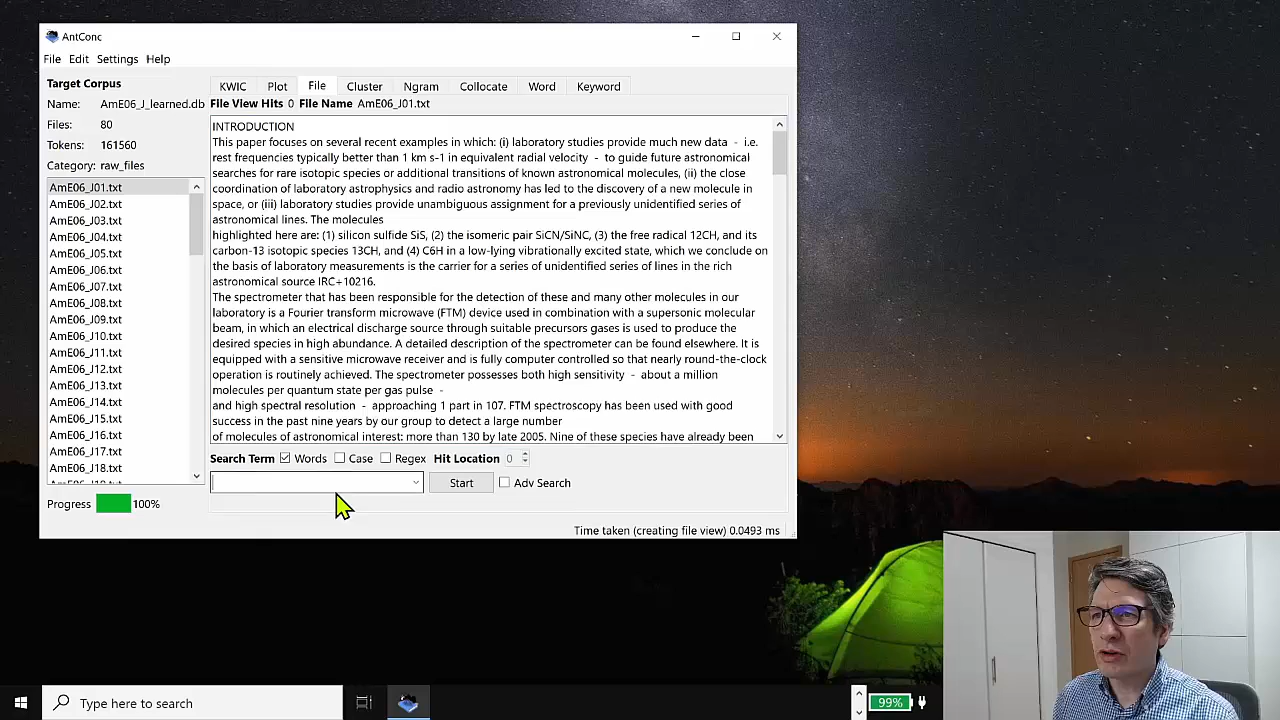 AntConc
File Edit Settings Help
Target Corpus
Name: AmE06_J_learned.db
Files: 80
Tokens: 161560
Category: raw_files
AmE06_J01.txt
AmE06_J02.txt
AmE06_J03.txt
AmE06_J04.txt
AmE06_J05.txt
AmE06_J06.txt
AmE06_J07.txt
AmE06_J08.txt
AmE06_J09.txt
AmE06_J10.txt
AmE06_J11.txt
AmE06_J12.txt
AmE06_J13.txt
AmE06_J14.txt
AmE06_J15.txt
AmE06_J16.txt
AmE06_J17.txt
AmE06_J18.txt
Progress 100%
KWIC Plot File Cluster Ngram Collocate Word Keyword
File View Hits 0 File Name AmE06_J01.txt
INTRODUCTION
This paper focuses on several recent examples in which: (i) laboratory studies provide much new data - i.e.
rest frequencies typically better than 1 km s-1 in equivalent radial velocity - to guide future astronomical
searches for rare isotopic species or additional transitions of known astronomical molecules, (ii) the close
coordination of laboratory astrophysics and radio astronomy has led to the discovery of a new molecule in
space, or (iii) laboratory studies provide unambiguous assignment for a previously unidentified series of
astronomical lines. The molecules
highlighted here are: (1) silicon sulfide SiS, (2) the isomeric pair SiCN/SiNC, (3) the free radical 12CH, and its
carbon-13 isotopic species 13CH, and (4) C6H in a low-lying vibrationally excited state, which we conclude on
the basis of laboratory measurements is the carrier for a series of unidentified series of lines in the rich
astronomical source IRC+10216.
The spectrometer that has been responsible for the detection of these and many other molecules in our
laboratory is a Fourier transform microwave (FTM) device used in combination with a supersonic molecular
beam, in which an electrical discharge source through suitable precursors gases is used to produce the
desired species in high abundance. A detailed description of the spectrometer can be found elsewhere. It is
equipped with a sensitive microwave receiver and is fully computer controlled so that nearly round-the-clock
operation is routinely achieved. The spectrometer possesses both high sensitivity - about a million
molecules per quantum state per gas pulse -
and high spectral resolution - approaching 1 part in 107. FTM spectroscopy has been used with good
success in the past nine years by our group to detect a large number
of molecules of astronomical interest: more than 130 by late 2005. Nine of these species have already been
Search Term Words Case Regex Hit Location 0
Start Adv Search
Time taken (creating file view) 0.0493 ms
Type here to search
99%